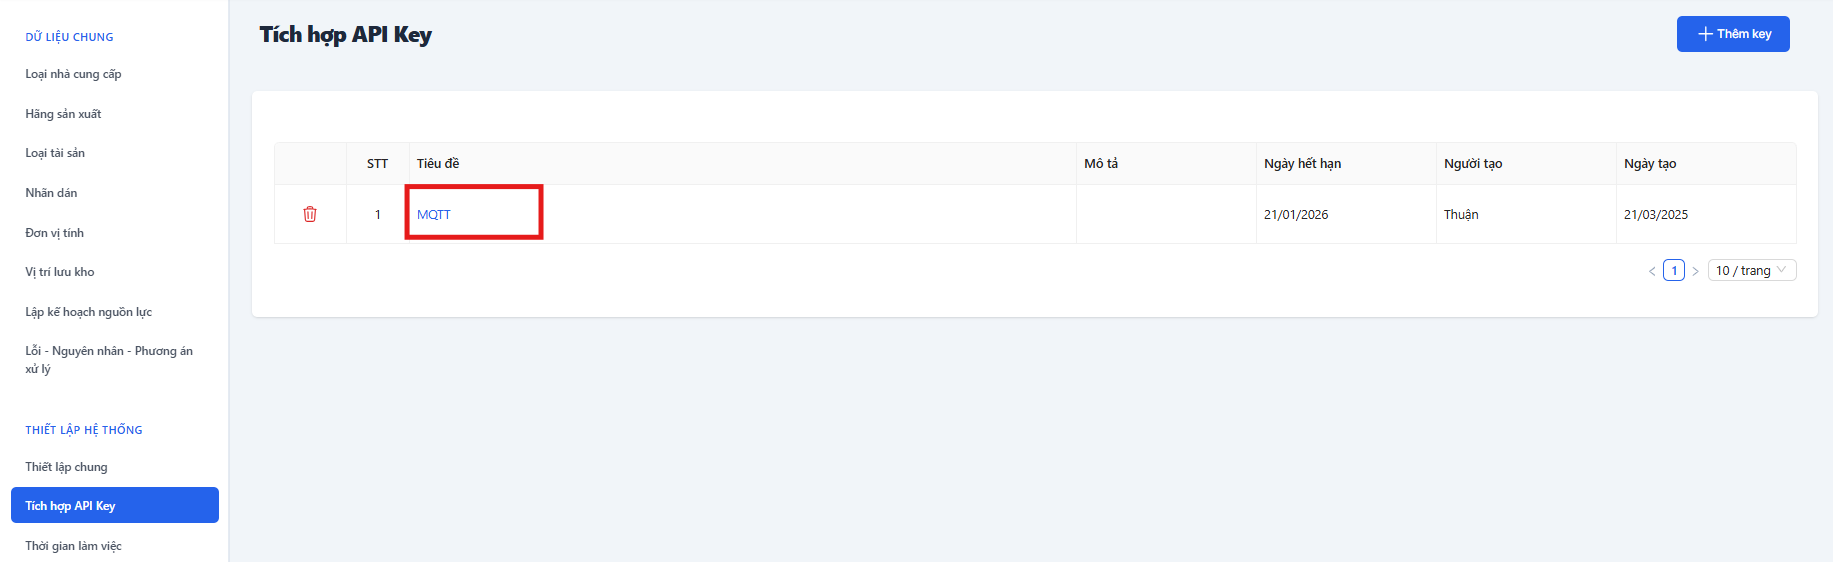 DỮ LIỆU CHUNG
Loại nhà cung cấp
Hãng sản xuất
Loại tài sản
Nhãn dán
Đơn vị tính
Vị trí lưu kho
Lập kế hoạch nguồn lực
Lỗi - Nguyên nhân - Phương án
xử lý
THIẾT LẬP HỆ THỐNG
Thiết lập chung
Tích hợp API Key
Thời gian làm việc
Tích hợp API Key
Thêm key
STT Tiêu đề Mô tả Ngày hết hạn Người tạo Ngày tạo
1 MQTT 21/01/2026 Thuận 21/03/2025
< 1 > 10 / trang